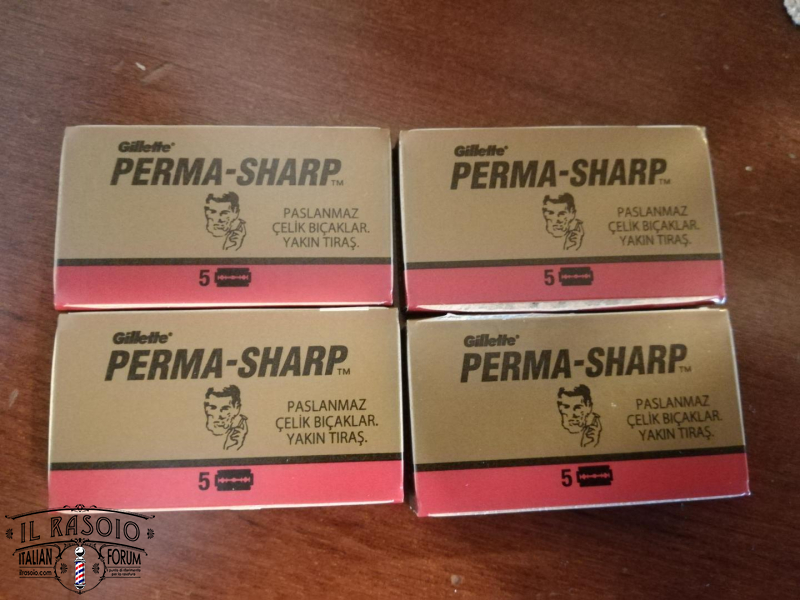 Gillette®
PERMA-SHARP™
PASLANMAZ
ÇELİK BIÇAKLAR.
YAKIN TIRAŞ.
5
Gillette®
PERMA-SHARP™
PASLANMAZ
ÇELİK BIÇAKLAR.
YAKIN TIRAŞ.
5
Gillette®
PERMA-SHARP™
PASLANMAZ
ÇELİK BIÇAKLAR.
YAKIN TIRAŞ.
5
Gillette®
PERMA-SHARP™
PASLANMAZ
ÇELİK BIÇAKLAR.
YAKIN TIRAŞ.
5
IL RASOIO
ITALIAN FORUM
ilrasoio.com